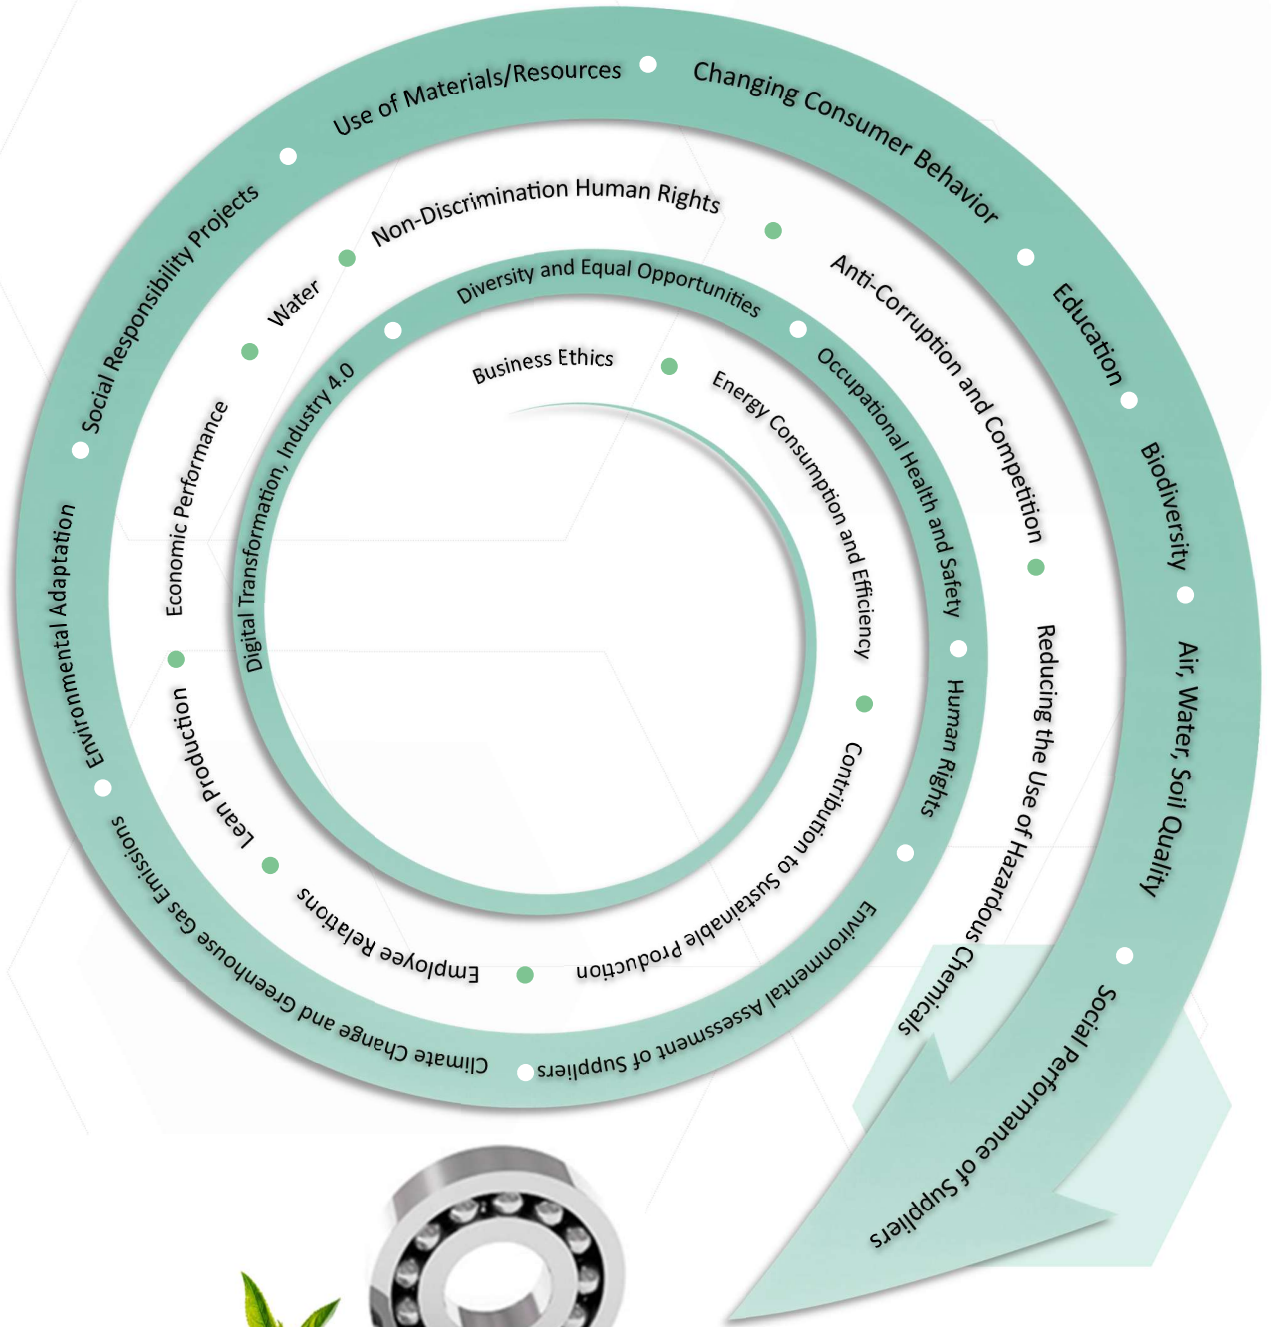 Business Ethics
Energy Consumption and Efficiency
Contribution to Sustainable Production
Employee Relations
Lean Production
Economic Performance
Water
Non-Discrimination Human Rights
Anti-Corruption and Competition
Reducing the Use of Hazardous Chemicals
Digital Transformation, Industry 4.0
Diversity and Equal Opportunities
Occupational Health and Safety
Human Rights
Environmental Assessment of Suppliers
Climate Change and Greenhouse Gas Emissions
Environmental Adaptation
Social Responsibility Projects
Use of Materials/Resources
Changing Consumer Behavior
Education
Biodiversity
Air, Water, Soil Quality
Social Performance of Suppliers